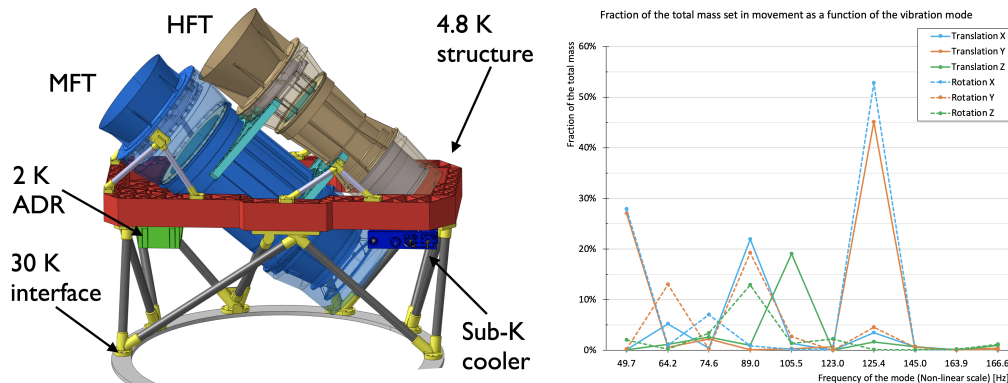 HFT
4.8 K
structure
MFT
2 K
ADR
30 K
interface
Sub-K
cooler
Fraction of the total mass set in movement as a function of the vibration mode
Fraction of the total mass
60%
50%
40%
30%
20%
10%
0%
Translation X
Translation Y
Translation Z
Rotation X
Rotation Y
Rotation Z
49.7 64.2 74.6 89.0 105.5 123.0 125.4 145.0 163.9 166.6
Frequency of the mode (Non-linear scale) [Hz]